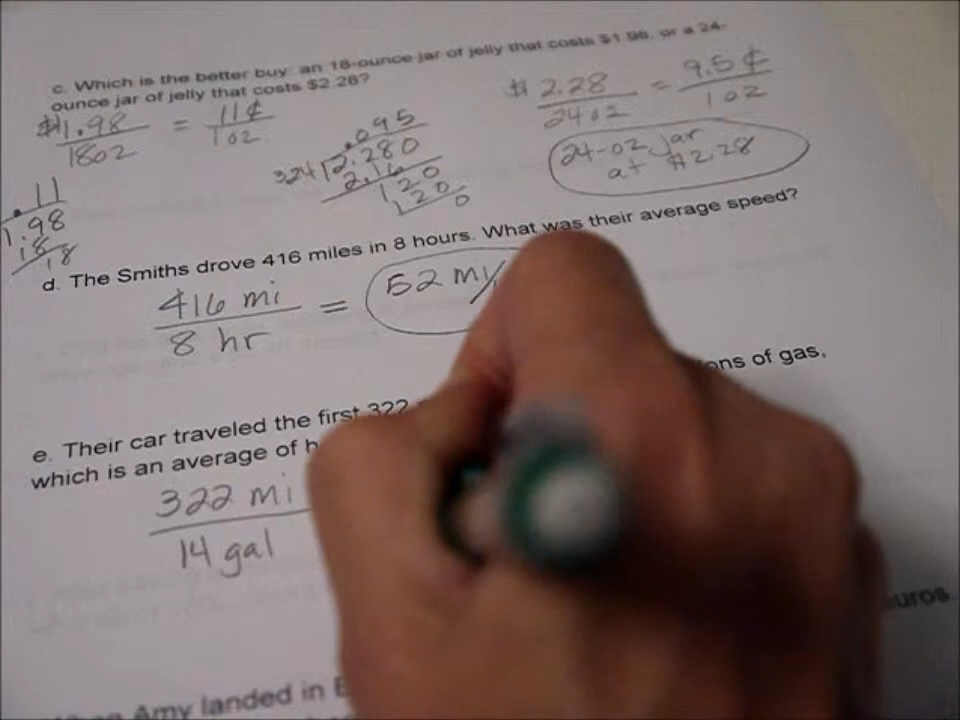 c. Which is the better buy: an 18-ounce jar of jelly that costs $1.98, or a 24-
ounce jar of jelly that costs $2.28?
$1.98 = 11¢
18oz 1oz
$2.28 = 9.5¢
24oz 1oz
.095
24 2.280
2.16
120
120
0
24-oz jar
at $2.28
.11
1.98
1.8
18
d. The Smiths drove 416 miles in 8 hours. What was their average speed?
416 mi = 52 mi/
8 hr
e. Their car traveled the first 322 of gas,
which is an average of
322 mi
14 gal
euros.
Amy landed in